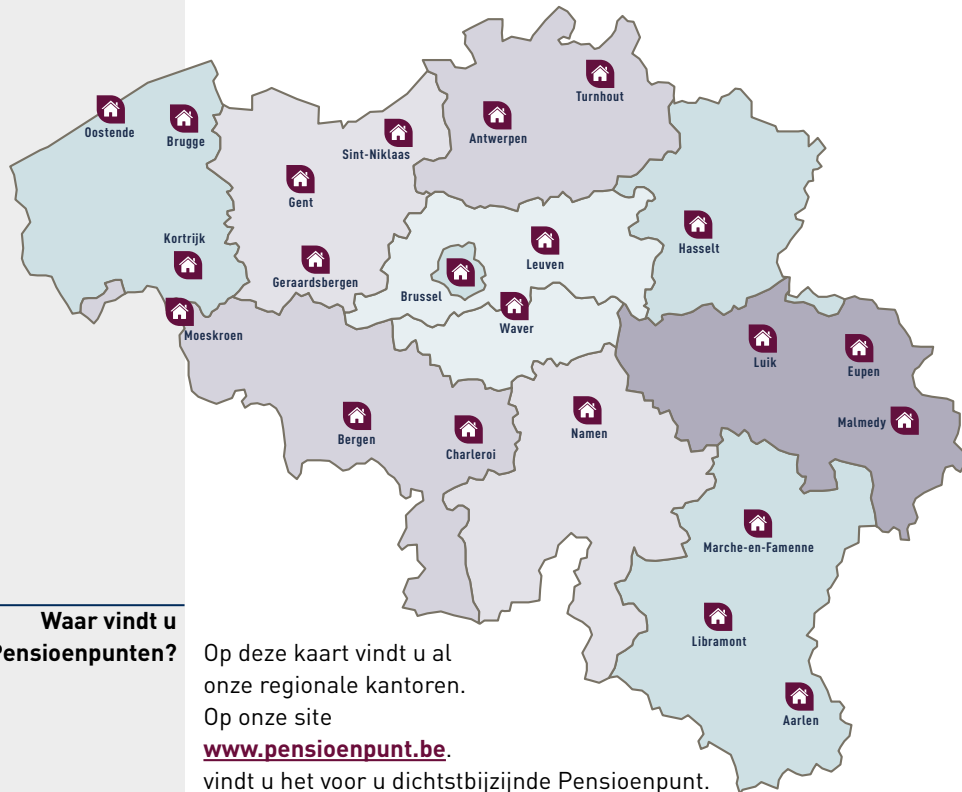 Turnhout
Oostende
Brugge
Antwerpen
Sint-Niklaas
Gent
Kortrijk
Hasselt
Leuven
Geraardsbergen
Brussel
Waver
Moeskroen
Luik
Eupen
Malmedy
Namen
Bergen
Charleroi
Marche-en-Famenne
Libramont
Aarlen
Waar vindt u
Pensioenpunten?
Op deze kaart vindt u al
onze regionale kantoren.
Op onze site
www.pensioenpunt.be.
vindt u het voor u dichtstbijzijnde Pensioenpunt.